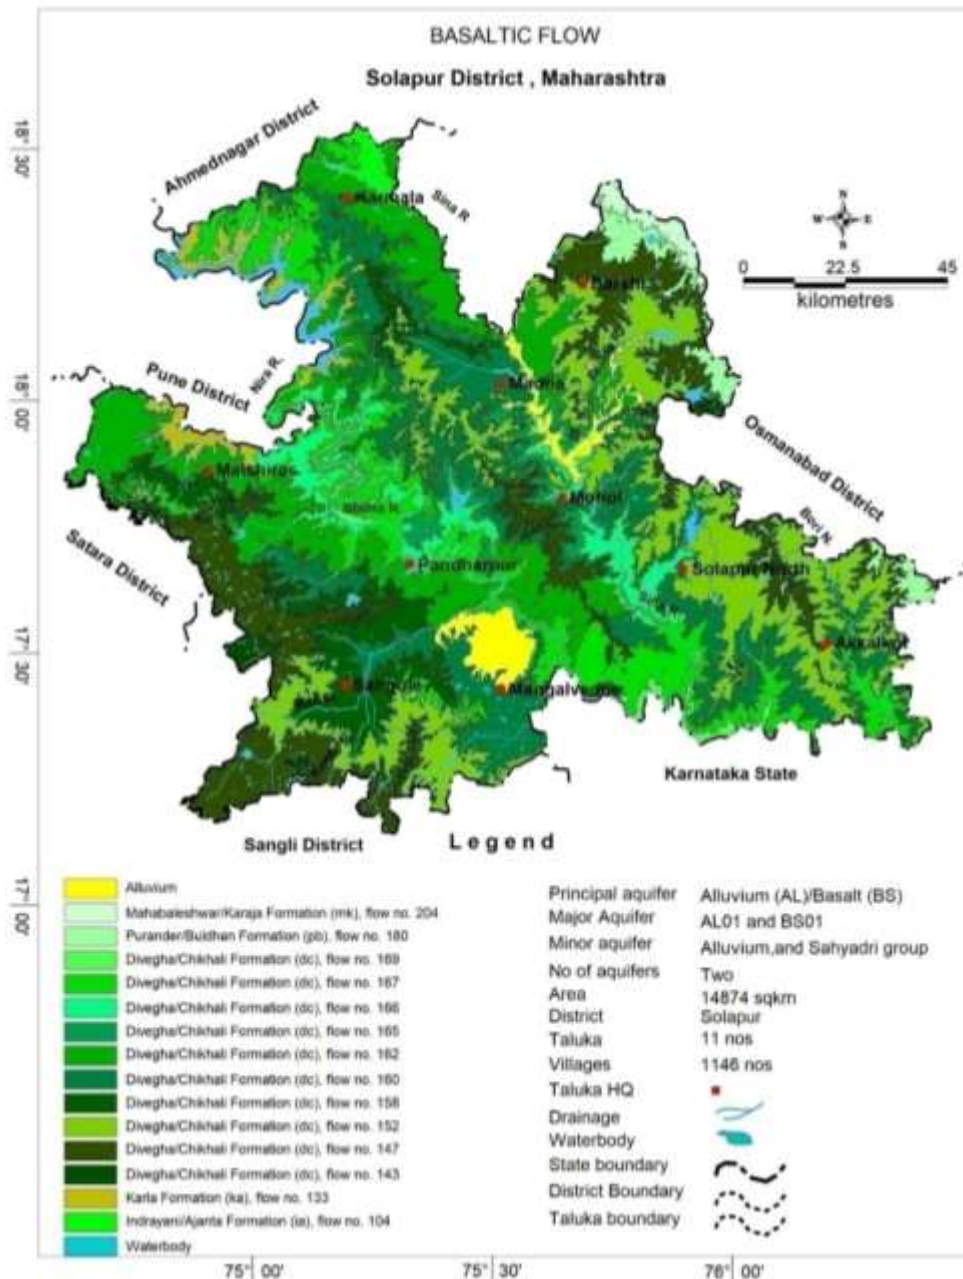 BASALTIC FLOW
Solapur District , Maharashtra
Ahmednagar District
18° 30'
Karmala
Sina R
N
W E
S
Barshi
0 22.5 45
kilometres
Pune District
Nira R.
Madha
18° 00'
Osmanabad District
Malshiras
Mohol
Bhima R.
Bori N.
Satara District
Pandharpur
Solapur North
Sina R.
17° 30'
Akkalkot
Sangola
Mangalvedhe
Karnataka State
Sangli District
Legend
17° 00'
Alluvium
Mahabaleshwar/Karaja Formation (mk), flow no. 204
Purander/Buldhan Formation (pb), flow no. 180
Divegha/Chikhali Formation (dc), flow no. 169
Divegha/Chikhali Formation (dc), flow no. 167
Divegha/Chikhali Formation (dc), flow no. 166
Divegha/Chikhali Formation (dc), flow no. 165
Divegha/Chikhali Formation (dc), flow no. 162
Divegha/Chikhali Formation (dc), flow no. 160
Divegha/Chikhali Formation (dc), flow no. 158
Divegha/Chikhali Formation (dc), flow no. 152
Divegha/Chikhali Formation (dc), flow no. 147
Divegha/Chikhali Formation (dc), flow no. 143
Karla Formation (ka), flow no. 133
Indrayani/Ajanta Formation (ia), flow no. 104
Waterbody
Principal aquifer Alluvium (AL)/Basalt (BS)
Major Aquifer AL01 and BS01
Minor aquifer Alluvium,and Sahyadri group
No of aquifers Two
Area 14874 sqkm
District Solapur
Taluka 11 nos
Villages 1146 nos
Taluka HQ
Drainage
Waterbody
State boundary
District Boundary
Taluka boundary
75° 00' 75° 30' 76° 00'